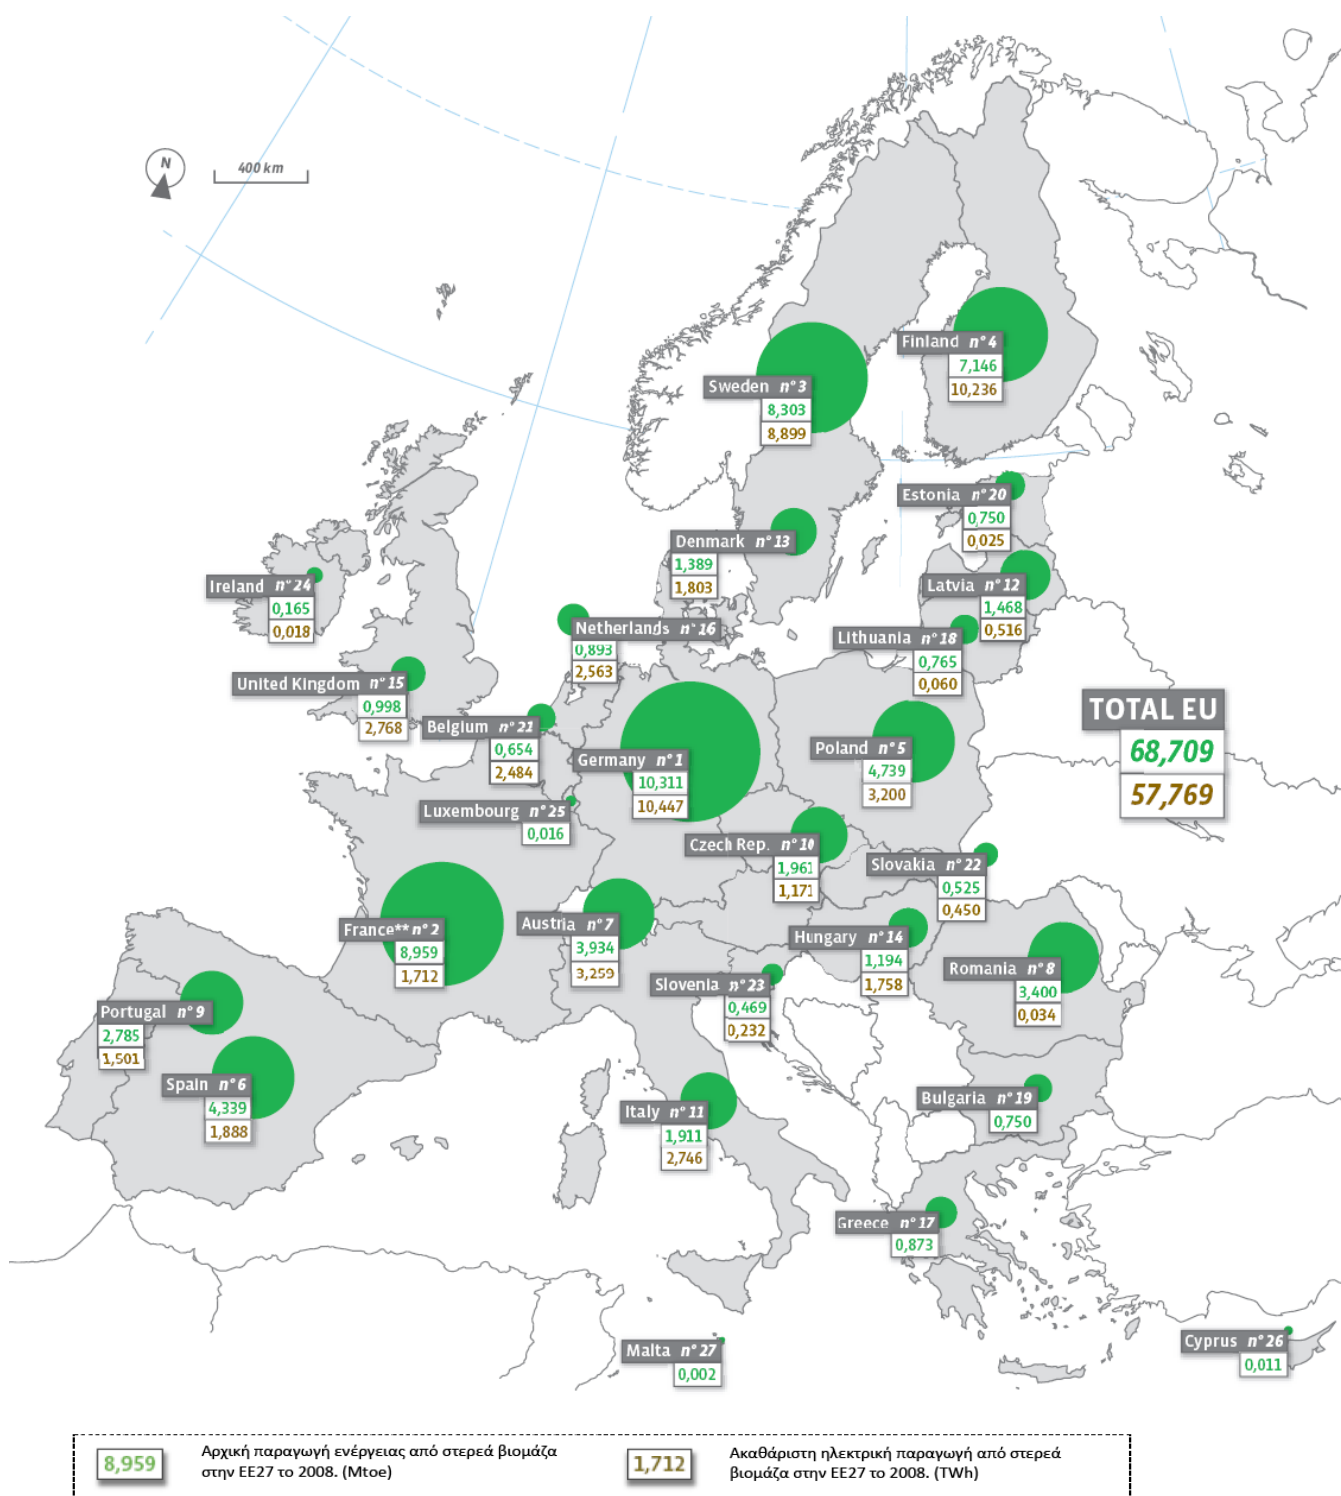 N
400 km
Finland n°4
7,146
10,236
Sweden n°3
8,303
8,899
Estonia n°20
0,750
0,025
Denmark n°13
1,389
1,803
Latvia n°12
1,468
0,516
Ireland n°24
0,165
0,018
Netherlands n°16
0,893
2,563
Lithuania n°18
0,765
0,060
United Kingdom n°15
0,998
2,768
Belgium n°21
0,654
2,484
TOTAL EU
68,709
57,769
Germany n°1
10,311
10,447
Poland n°5
4,739
3,200
Luxembourg n°25
0,016
Czech Rep. n°10
1,961
1,171
Slovakia n°22
0,525
0,450
France** n°2
8,959
1,712
Austria n°7
3,934
3,259
Hungary n°14
1,194
1,758
Romania n°8
3,400
0,034
Slovenia n°23
0,469
0,232
Portugal n°9
2,785
1,501
Spain n°6
4,339
1,888
Italy n°11
1,911
2,746
Bulgaria n°19
0,750
Greece n°17
0,873
Malta n°27
0,002
Cyprus n°26
0,011
8,959
Αρχική παραγωγή ενέργειας από στερεά βιομάζα
στην ΕΕ27 το 2008. (Mtoe)
1,712
Ακαθάριστη ηλεκτρική παραγωγή από στερεά
βιομάζα στην ΕΕ27 το 2008. (TWh)